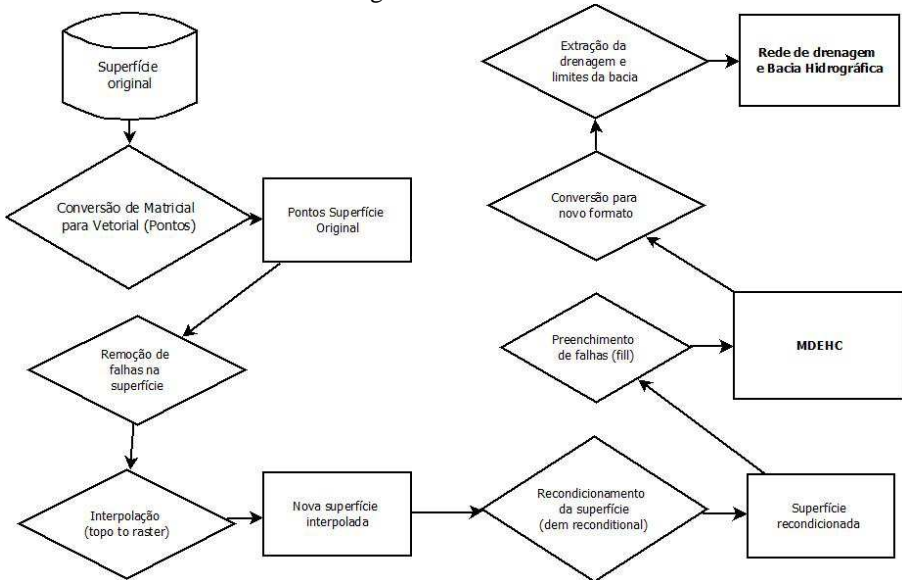 Superfície
original
Conversão de Matricial
para Vetorial (Pontos)
Pontos Superfície
Original
Remoção de
falhas na
superfície
Interpolação
(topo to raster)
Nova superfície
interpolada
Recondicionamento
da superfície
(dem reconditional)
Superfície
recondicionada
Preenchimento
de falhas (fill)
MDEHC
Conversão para
novo formato
Extração da
drenagem e
limites da bacia
Rede de drenagem
e Bacia Hidrográfica